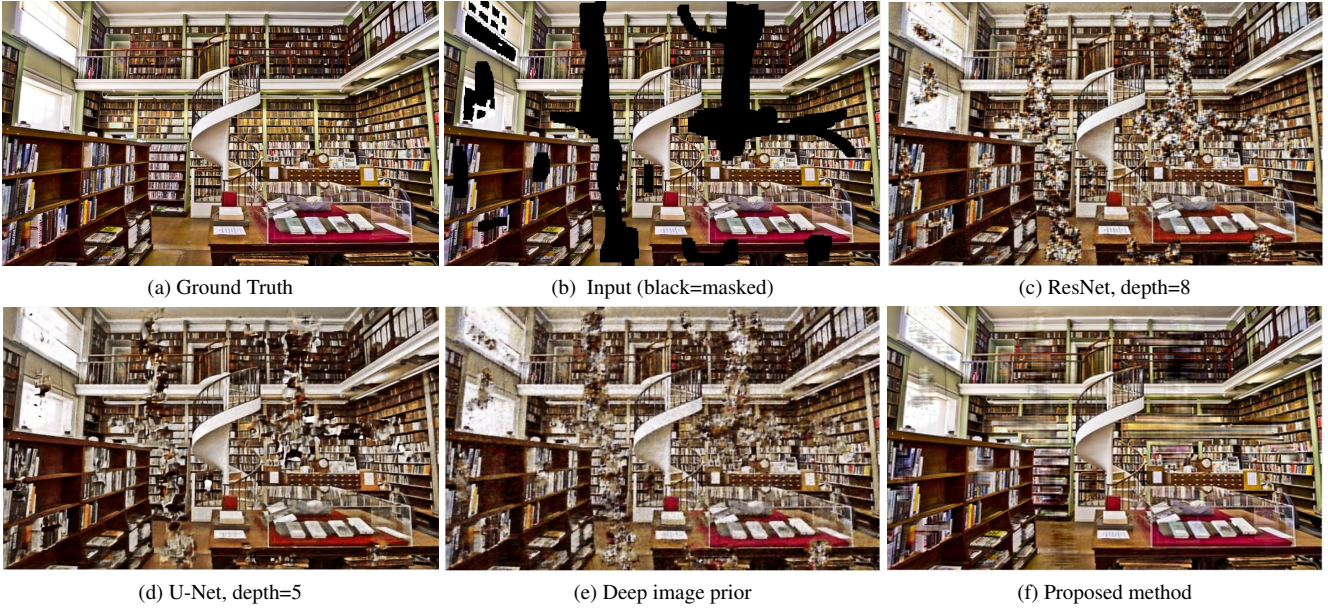 (a) Ground Truth
(b) Input (black=masked)
(c) ResNet, depth=8
(d) U-Net, depth=5
(e) Deep image prior
(f) Proposed method